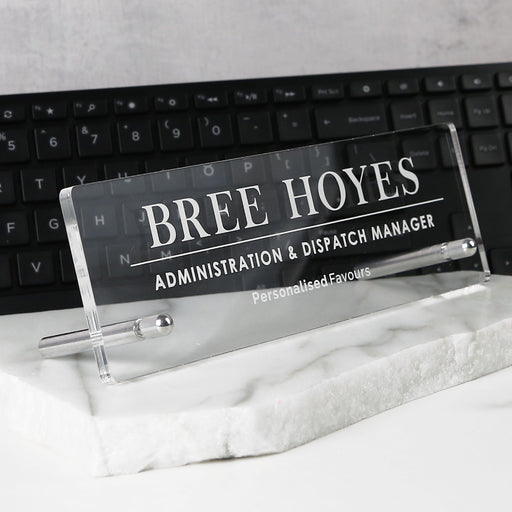 BREE HOYES
ADMINISTRATION & DISPATCH MANAGER
Personalised Favours